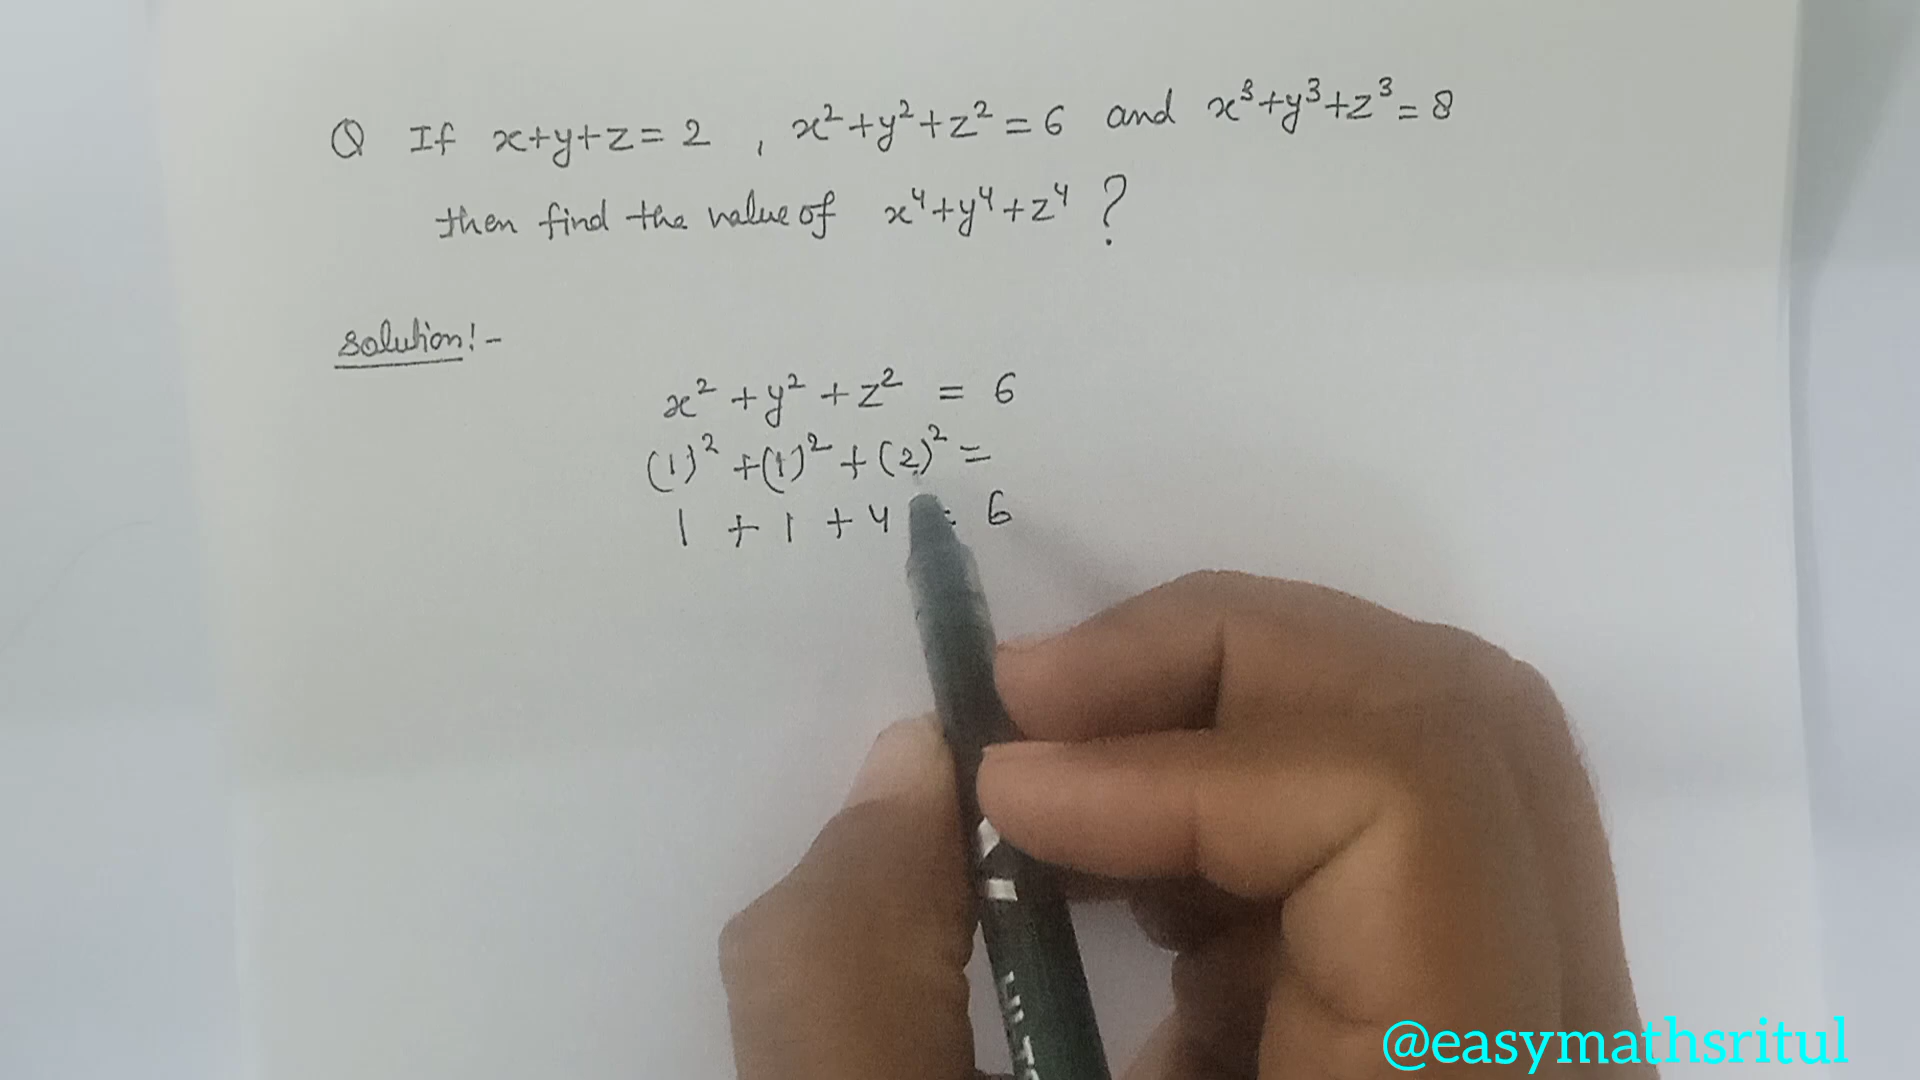 Q If x+y+z = 2 , x²+y²+z² = 6 and x³+y³+z³ = 8
then find the value of x⁴+y⁴+z⁴ ?
Solution!-
x² + y² + z² = 6
(1)² +(1)² + (2)² =
1 + 1 + 4 = 6
@easymathsritul